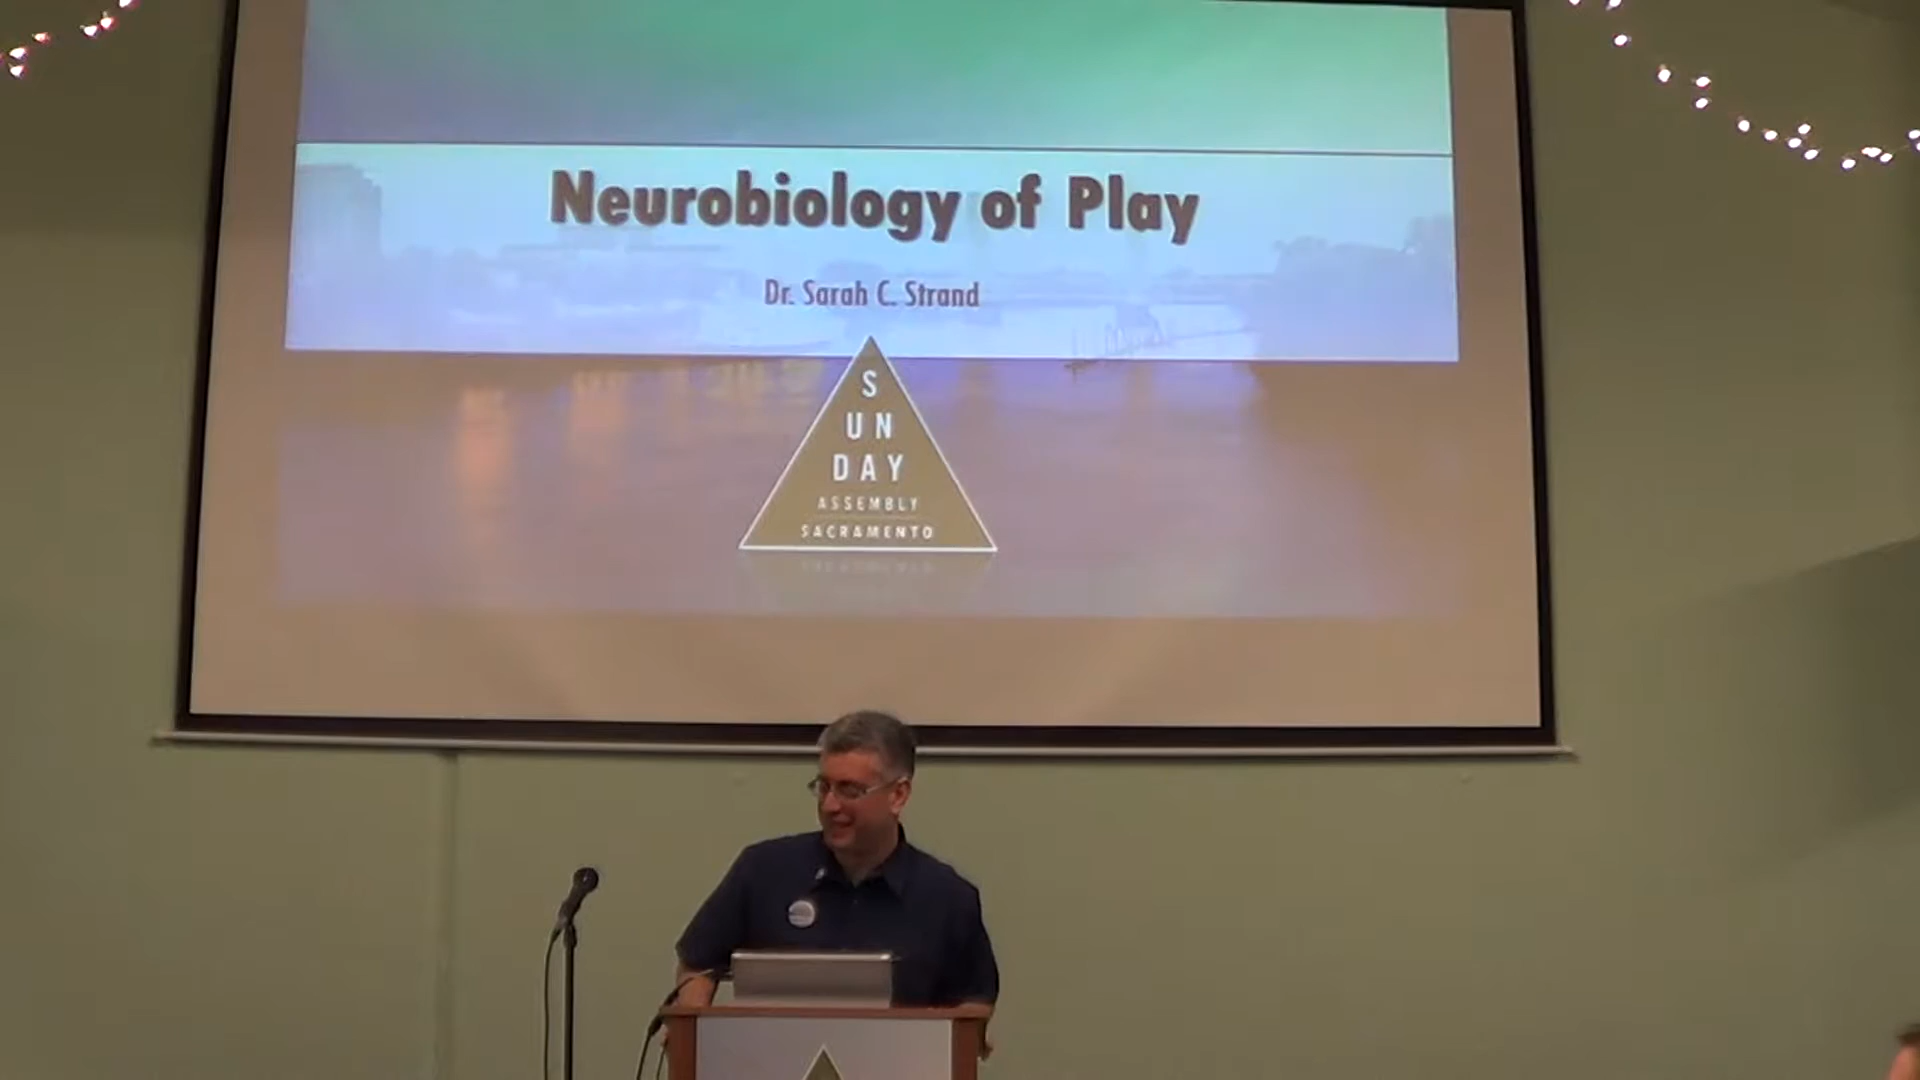 Neurobiology of Play
Dr. Sarah C. Strand
S
UN
DAY
ASSEMBLY
SACRAMENTO